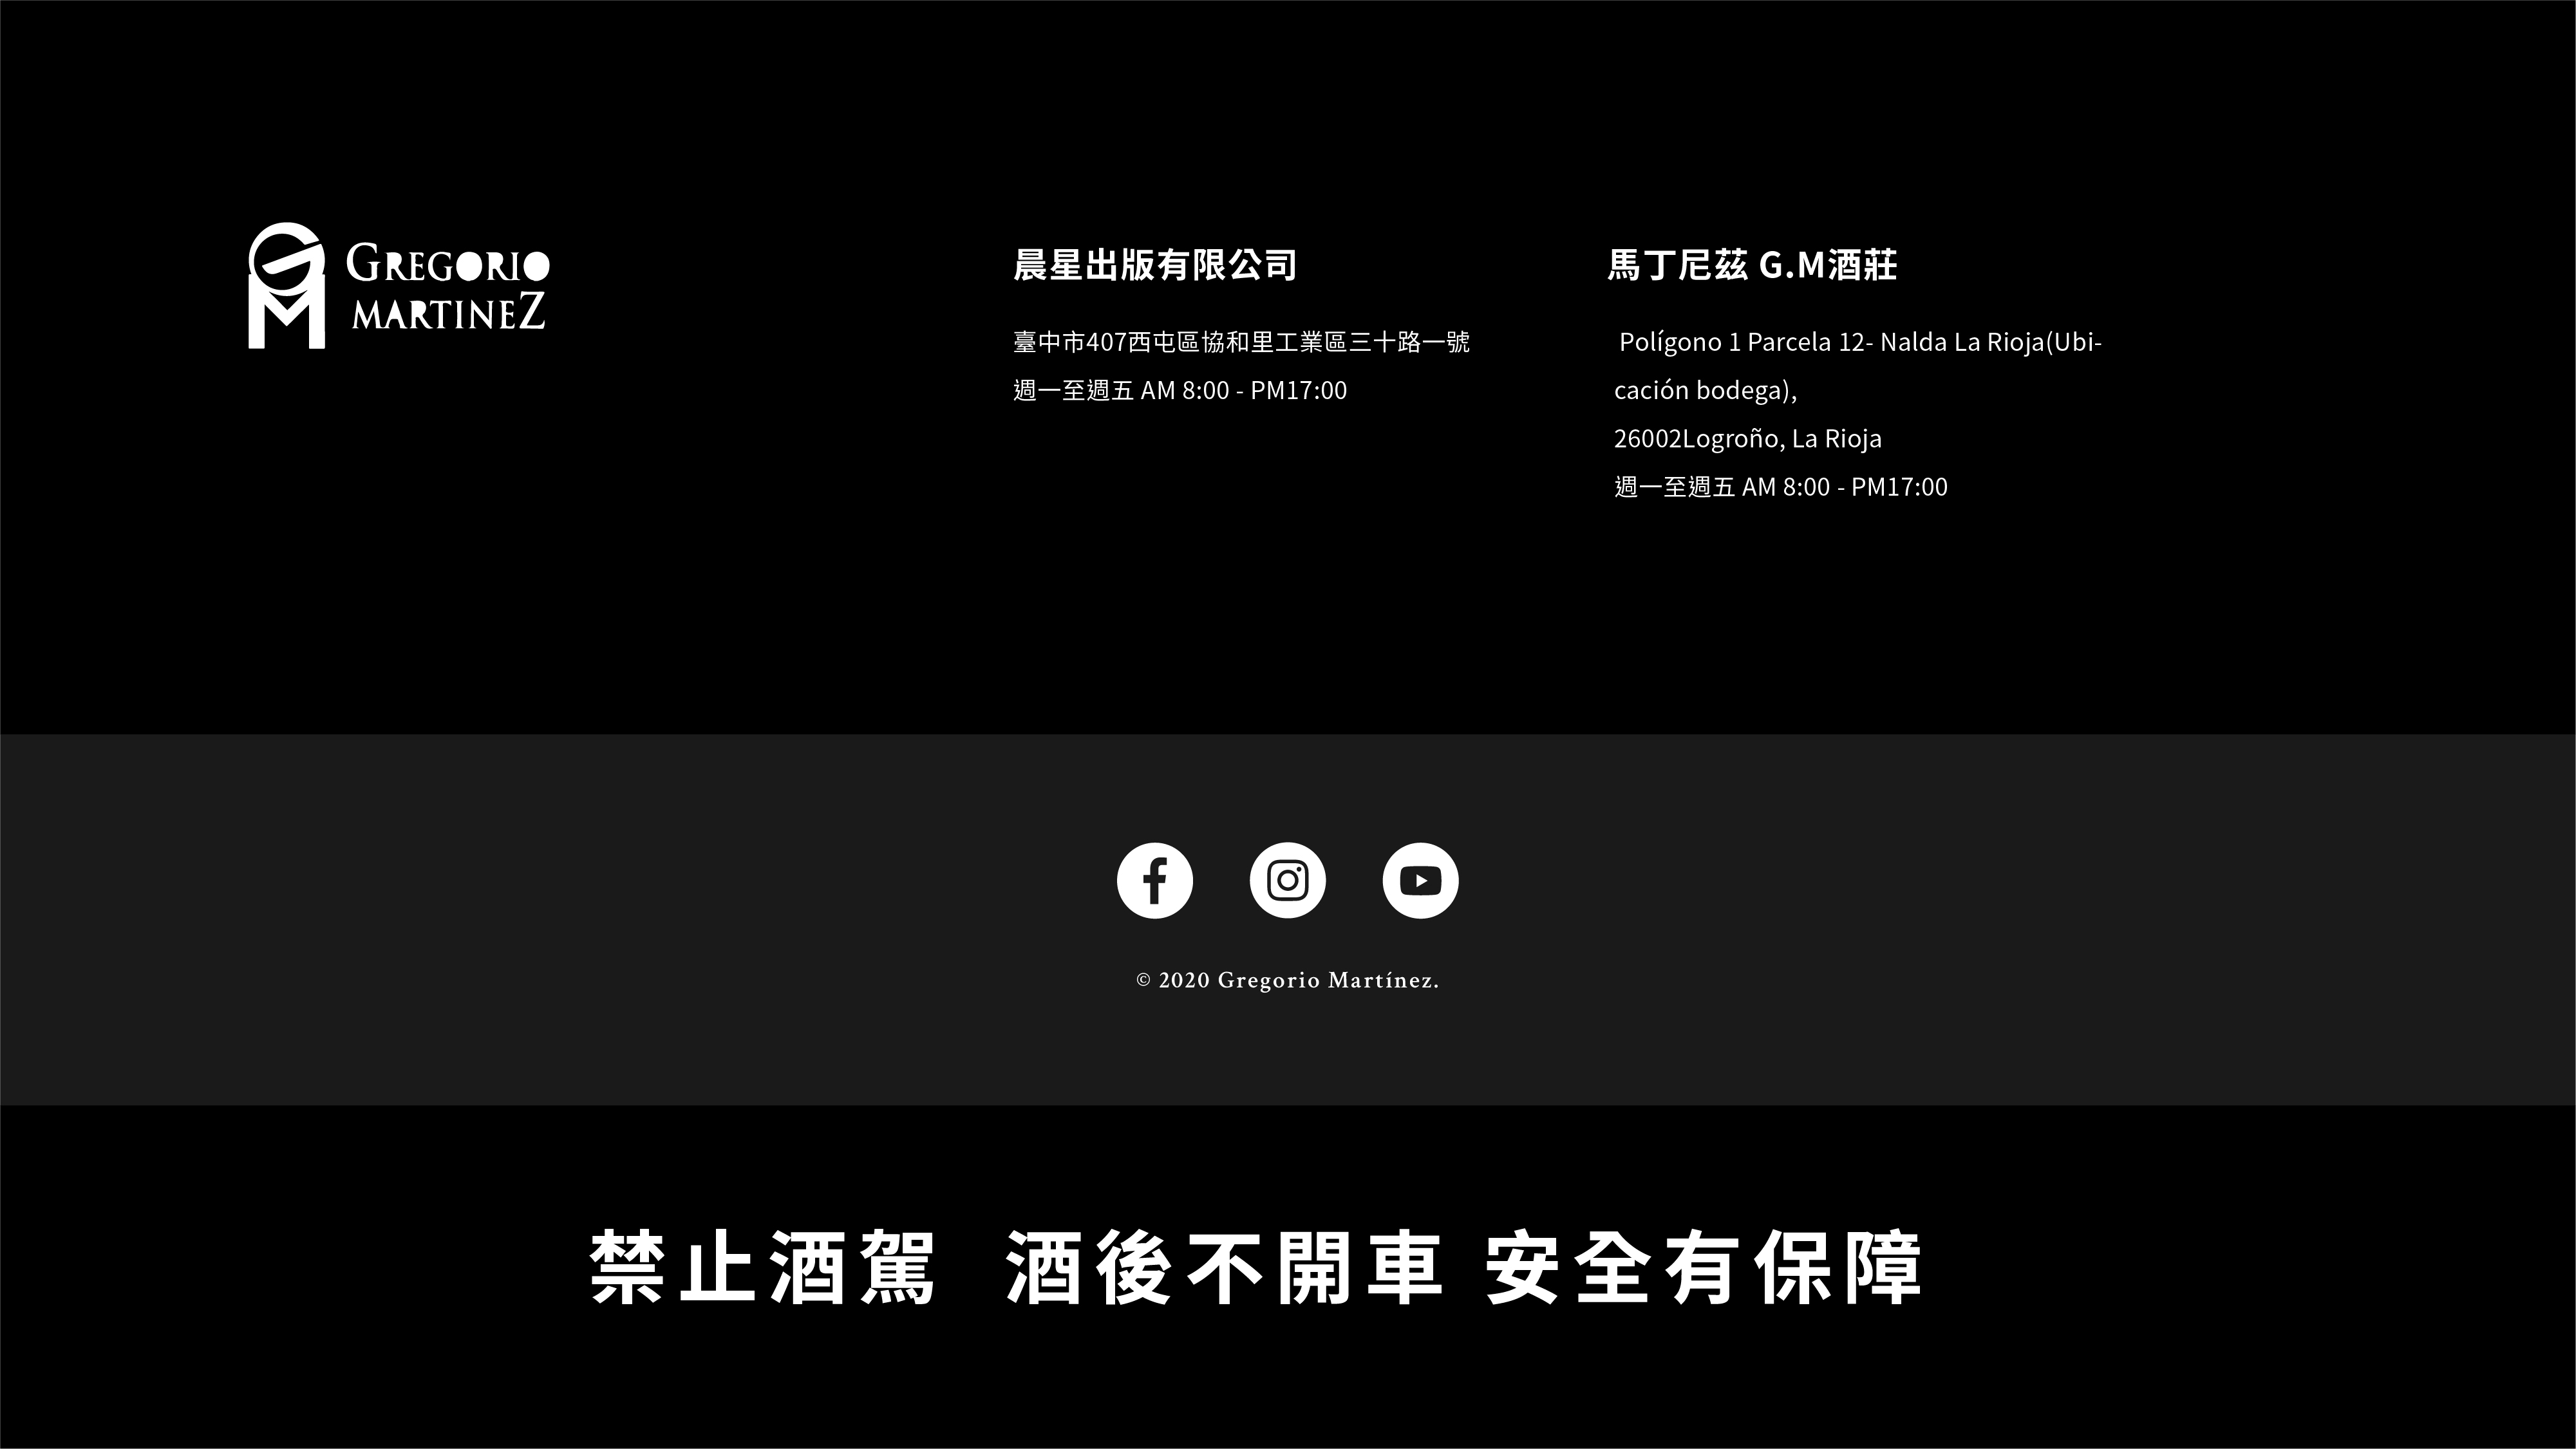 GREGORIO
MARTINEZ
晨星出版有限公司
臺中市407西屯區協和里工業區三十路一號
週一至週五 AM 8:00 - PM17:00
馬丁尼茲 G.M酒莊
Polígono 1 Parcela 12- Nalda La Rioja(Ubi-
cación bodega),
26002Logroño, La Rioja
週一至週五 AM 8:00 - PM17:00
© 2020 Gregorio Martínez.
禁止酒駕 酒後不開車 安全有保障